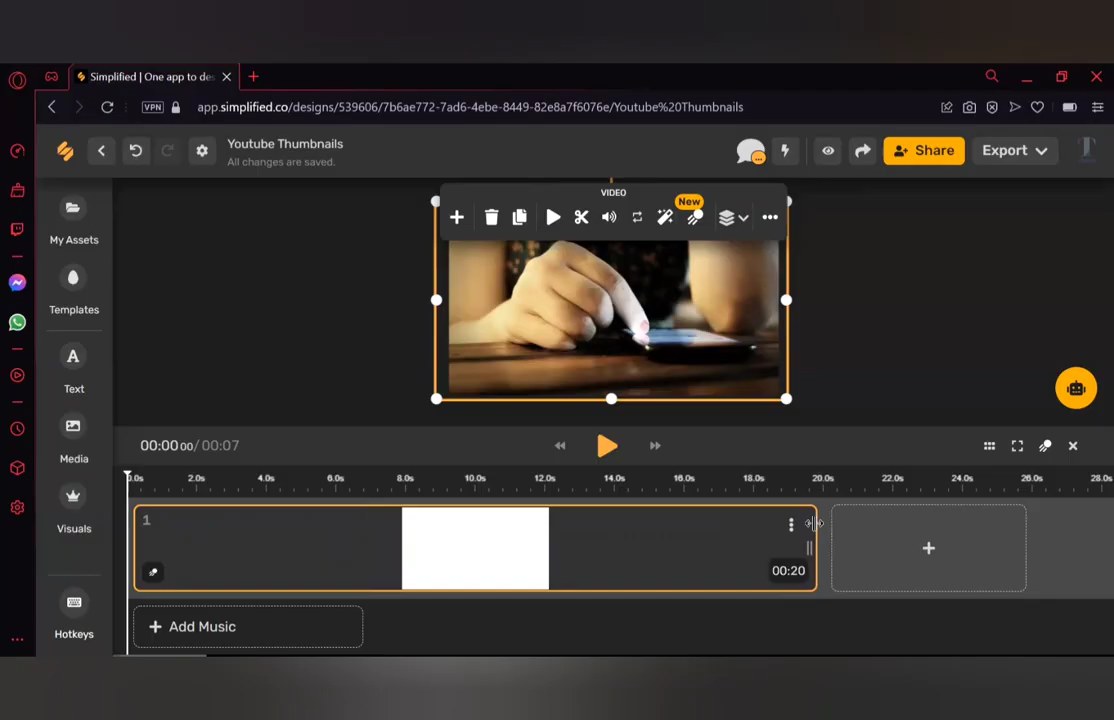 Simplified | One app to des
VPN
app.simplified.co/designs/539606/7b6ae772-7ad6-4ebe-8449-82e8a7f6076e/Youtube%20Thumbnails
Youtube Thumbnails
All changes are saved.
Share
Export
VIDEO
New
My Assets
Templates
Text
Media
Visuals
Hotkeys
00:00:00 / 00:07
0.0s 2.0s 4.0s 6.0s 8.0s 10.0s 12.0s 14.0s 16.0s 18.0s 20.0s 22.0s 24.0s 26.0s 28.0s
1
00:20
+ Add Music